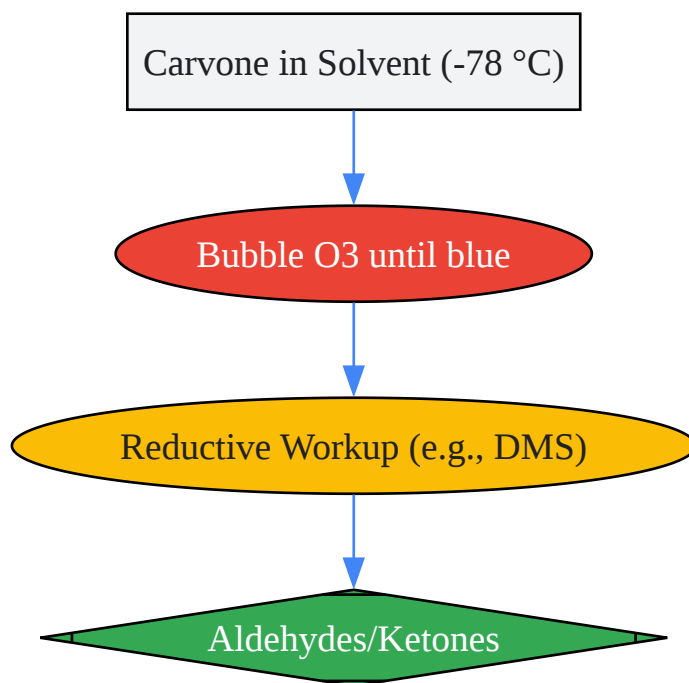 Carvone in Solvent (-78 °C)
Bubble O3 until blue
Reductive Workup (e.g., DMS)
Aldehydes/Ketones